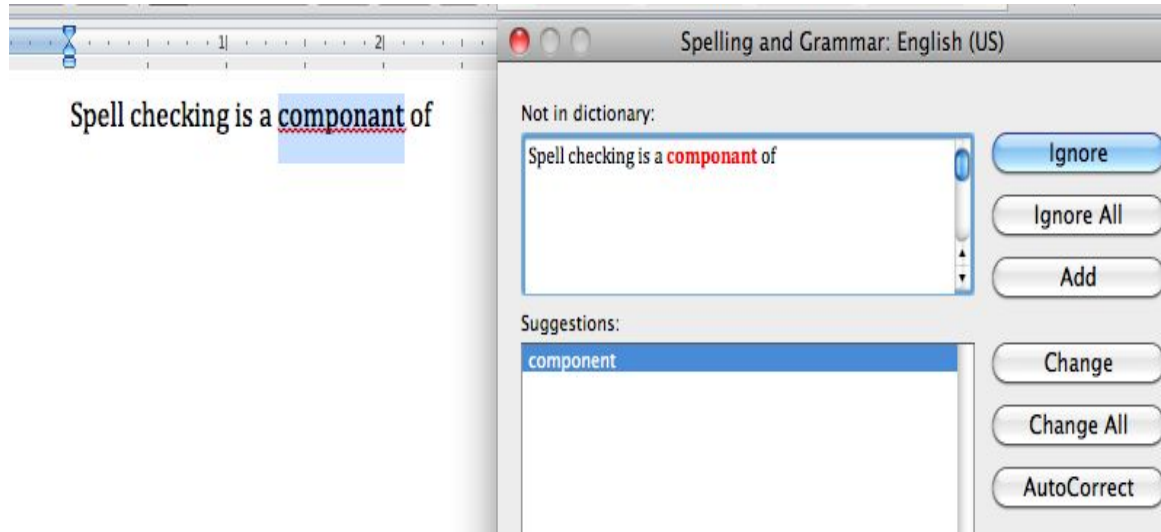 1 2
Spelling and Grammar: English (US)
Spell checking is a componant of
Not in dictionary:
Spell checking is a componant of
Ignore
Ignore All
Add
Suggestions:
component
Change
Change All
AutoCorrect